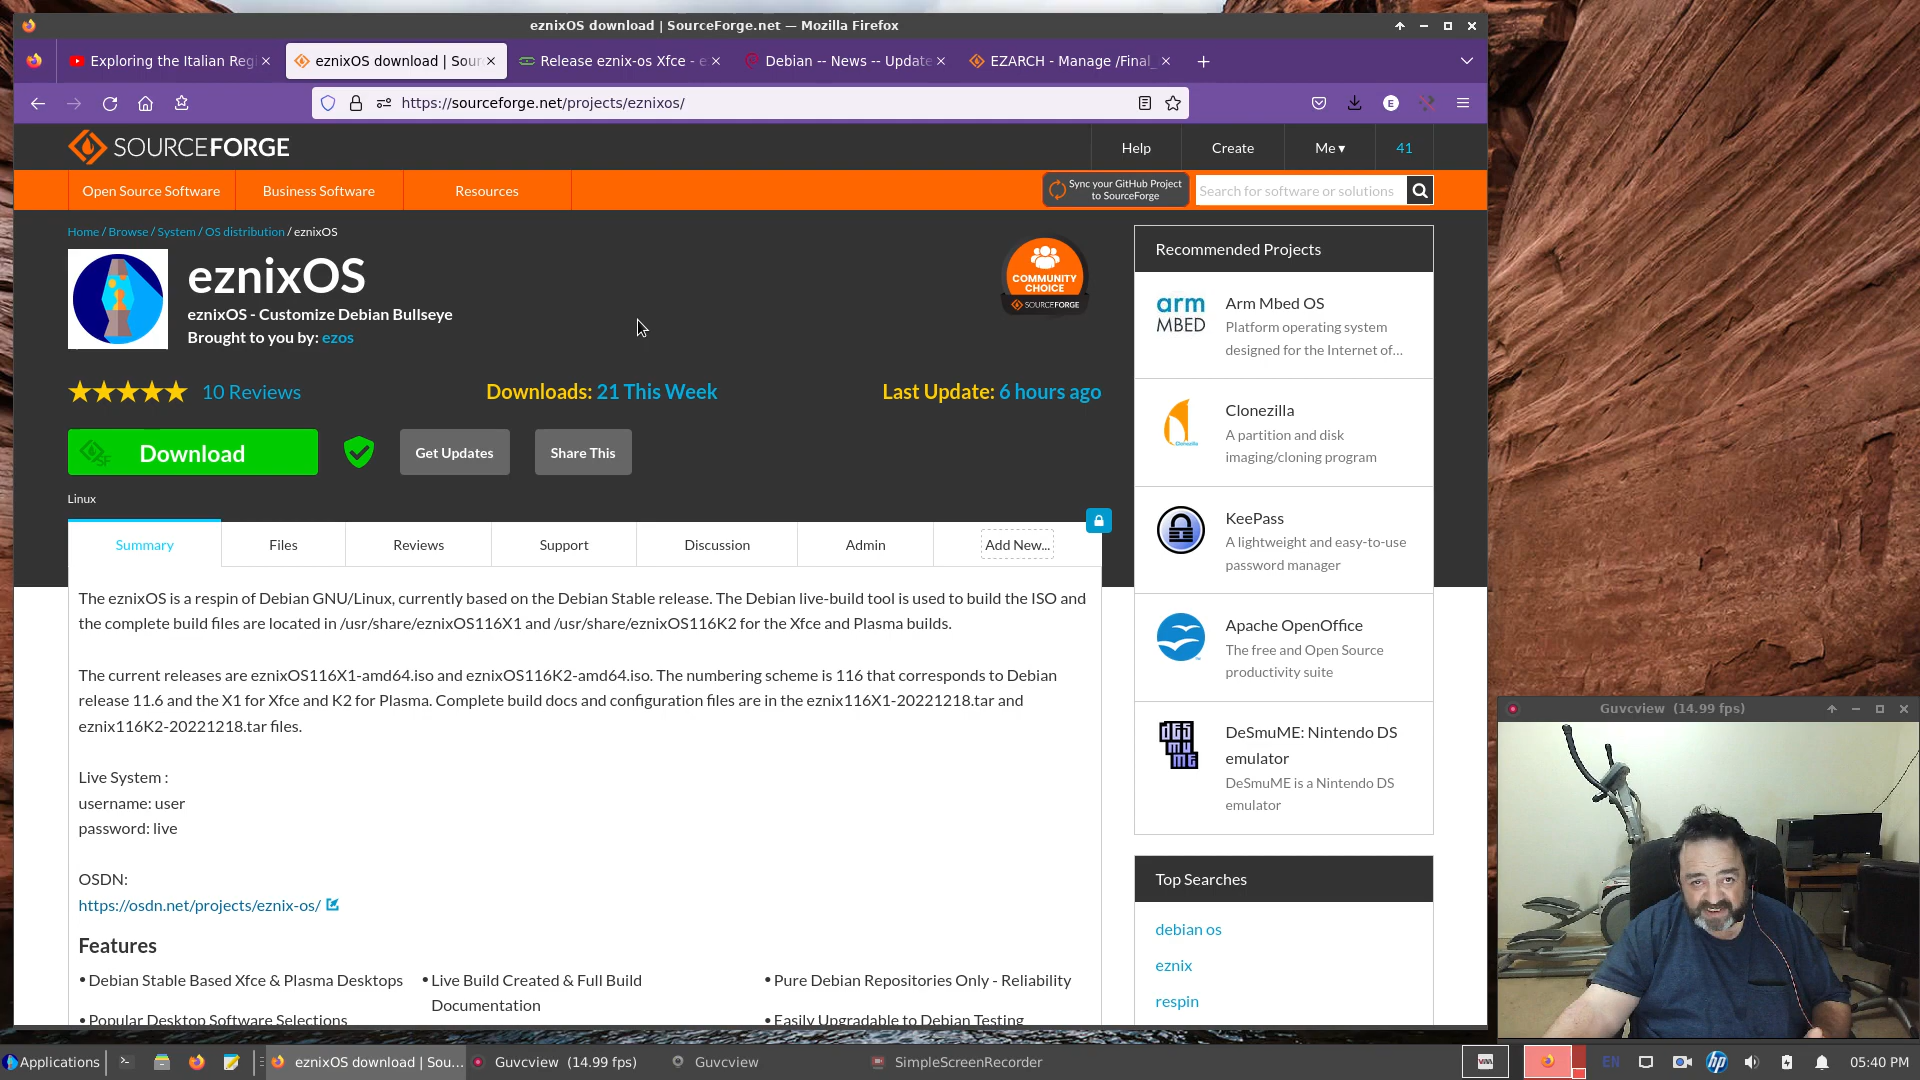 eznixOS download | SourceForge.net — Mozilla Firefox
Exploring the Italian Reg
eznixOS download | Sour
Release eznix-os Xfce - e
Debian -- News -- Update
EZARCH - Manage /Final_
https://sourceforge.net/projects/eznixos/
E
SOURCEFORGE
Help
Create
Me ▾
41
Open Source Software
Business Software
Resources
Sync your GitHub Project
to SourceForge
Search for software or solutions
Home / Browse / System / OS distribution / eznixOS
eznixOS
eznixOS - Customize Debian Bullseye
Brought to you by: ezos
COMMUNITY
CHOICE
SOURCEFORGE
10 Reviews
Downloads: 21 This Week
Last Update: 6 hours ago
SF
Download
Get Updates
Share This
Linux
Summary
Files
Reviews
Support
Discussion
Admin
Add New...
The eznixOS is a respin of Debian GNU/Linux, currently based on the Debian Stable release. The Debian live-build tool is used to build the ISO and
the complete build files are located in /usr/share/eznixOS116X1 and /usr/share/eznixOS116K2 for the Xfce and Plasma builds.
The current releases are eznixOS116X1-amd64.iso and eznixOS116K2-amd64.iso. The numbering scheme is 116 that corresponds to Debian
release 11.6 and the X1 for Xfce and K2 for Plasma. Complete build docs and configuration files are in the eznix116X1-20221218.tar and
eznix116K2-20221218.tar files.
Live System :
username: user
password: live
OSDN:
https://osdn.net/projects/eznix-os/
Features
• Debian Stable Based Xfce & Plasma Desktops
• Live Build Created & Full Build
Documentation
• Pure Debian Repositories Only - Reliability
• Popular Desktop Software Selections
• Easily Upgradable to Debian Testing
Recommended Projects
arm
MBED
Arm Mbed OS
Platform operating system
designed for the Internet of...
Clonezilla
Clonezilla
A partition and disk
imaging/cloning program
KeePass
A lightweight and easy-to-use
password manager
Apache OpenOffice
The free and Open Source
productivity suite
DESMUME
DeSmuME: Nintendo DS
emulator
DeSmuME is a Nintendo DS
emulator
Top Searches
debian os
eznix
respin
Guvcview (14.99 fps)
Applications
eznixOS download | Sou...
Guvcview (14.99 fps)
Guvcview
SimpleScreenRecorder
EN
hp
05:40 PM